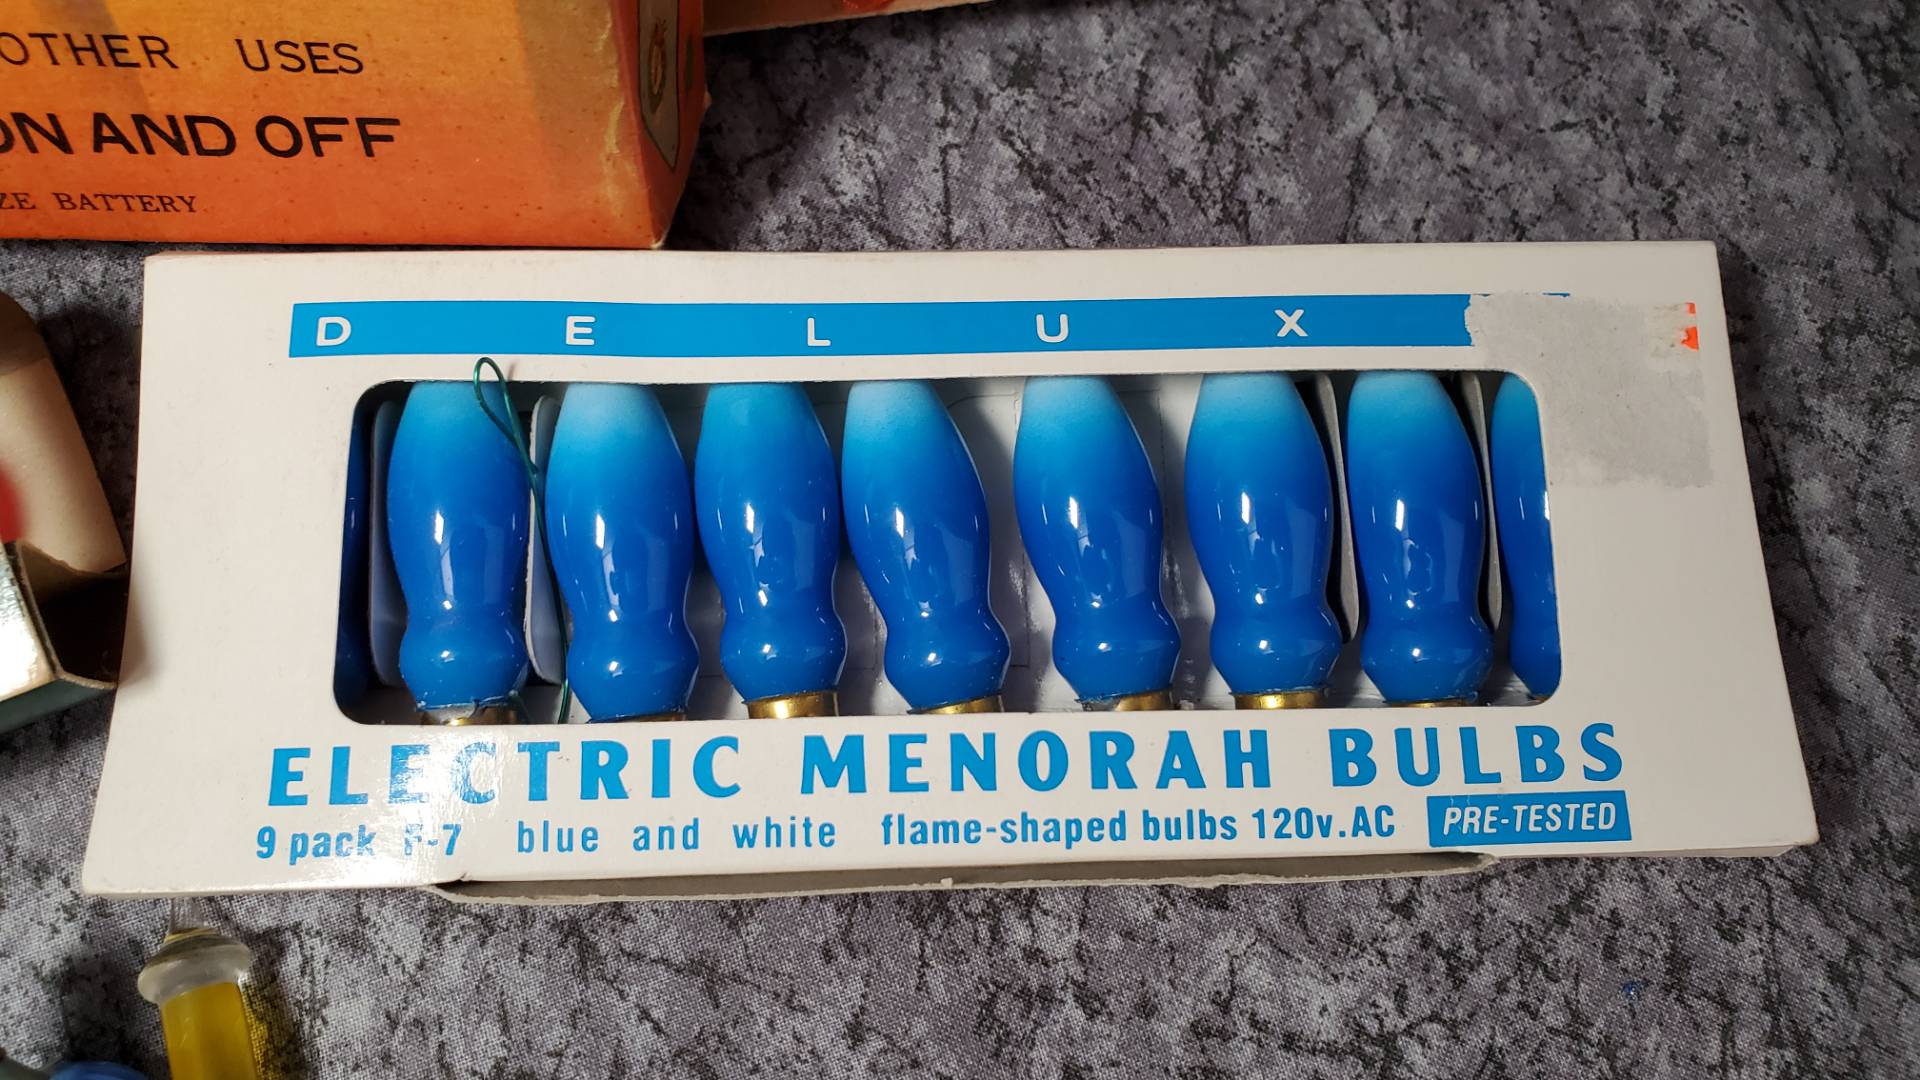 OTHER USES
ON AND OFF
ZE BATTERY
D E L U X
ELECTRIC MENORAH BULBS
9 pack F-7 blue and white flame-shaped bulbs 120v.AC PRE-TESTED